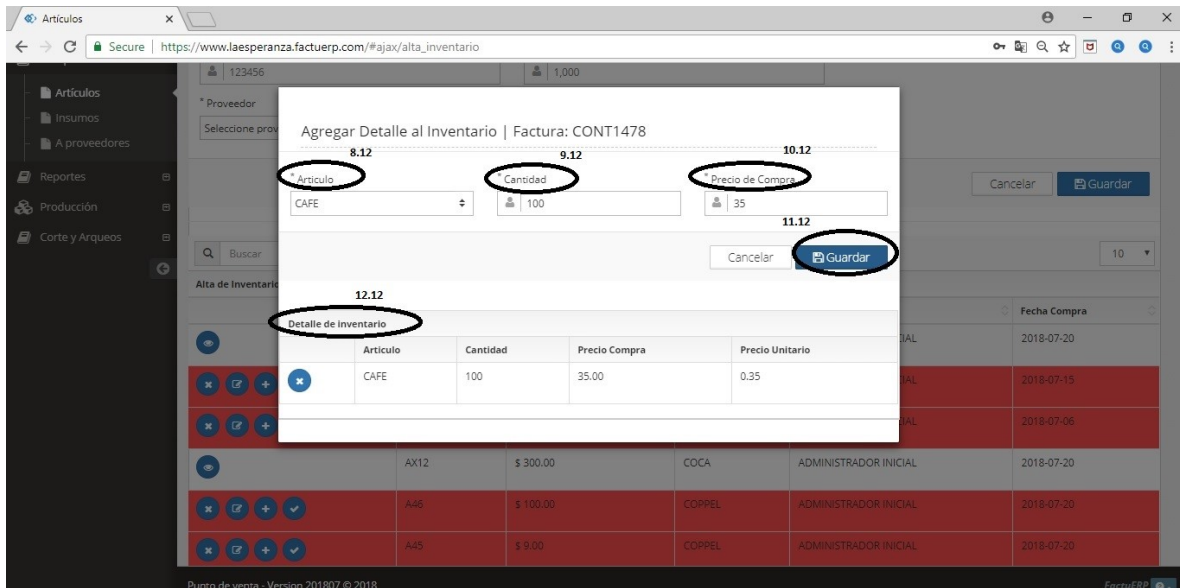 Artículos
Secure | https://www.laesperanza.factuerp.com/#ajax/alta_inventario
123456 1,000
Artículos
* Proveedor
Insumos
Seleccione prov
Agregar Detalle al Inventario | Factura: CONT1478
A proveedores
8.12 9.12 10.12
Reportes
* Articulo * Cantidad * Precio de Compra
Cancelar Guardar
CAFE 100 35
Producción
11.12
Corte y Arqueos
Buscar
Cancelar Guardar
10
Alta de Inventario
12.12
Fecha Compra
Detalle de inventario
IAL 2018-07-20
Articulo Cantidad Precio Compra Precio Unitario
CAFE 100 35.00 0.35
IAL 2018-07-15
IAL 2018-07-06
AX12 $ 300.00 COCA ADMINISTRADOR INICIAL 2018-07-20
A46 $ 100.00 COPPEL ADMINISTRADOR INICIAL 2018-07-20
A45 $ 9.00 COPPEL ADMINISTRADOR INICIAL 2018-07-20
Punto de venta - Version 201807 © 2018 FactuERP